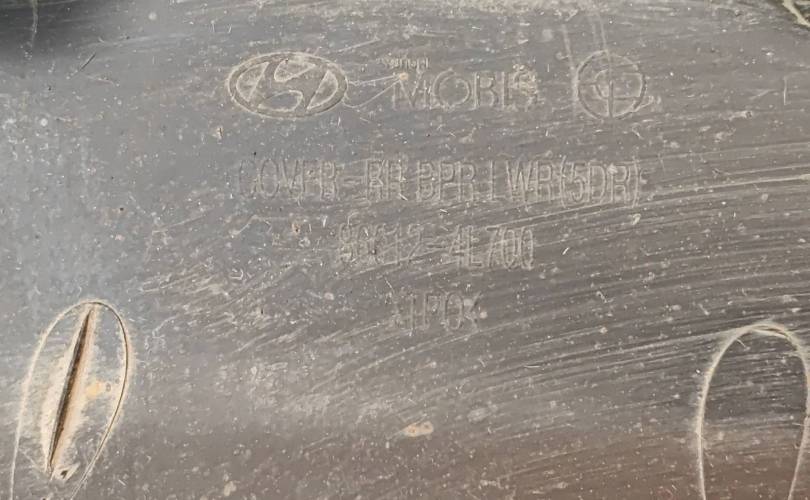 MOBIS
COVER-RR BPR LWR(5DR)
86612-4L700